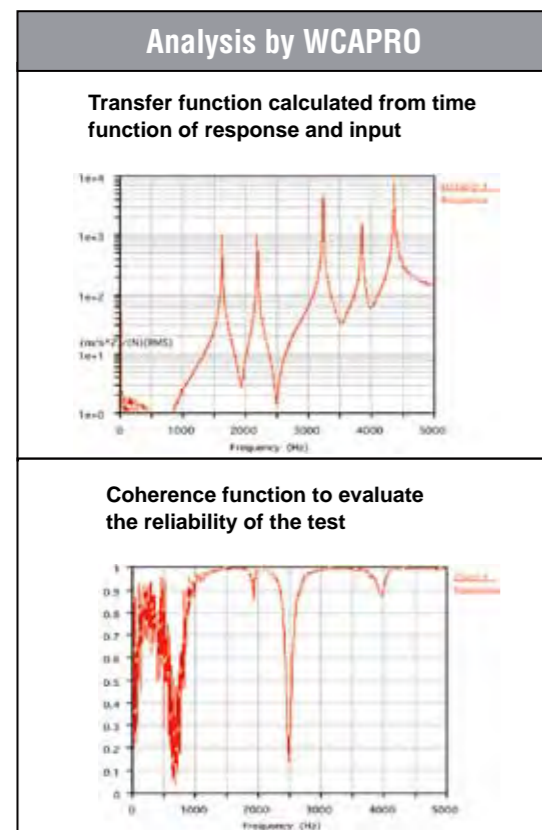 Analysis by WCAPRO
Transfer function calculated from time
function of response and input
1e+4
1e+3
1e+2
1e+1
1e+0
0 1000 2000 3000 4000 5000
Frequency (Hz)
Coherence function to evaluate
the reliability of the test
1
0.9
0.8
0.7
0.6
0.5
0.4
0.3
0.2
0.1
0
0 1000 2000 3000 4000 5000
Frequency (Hz)